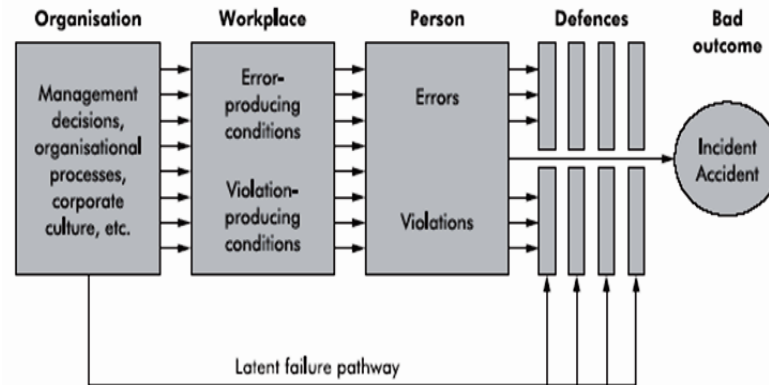 Organisation
Workplace
Person
Defences
Bad
outcome
Management
decisions,
organisational
processes,
corporate
culture, etc.
Error-
producing
conditions
Violation-
producing
conditions
Errors
Violations
Incident
Accident
Latent failure pathway